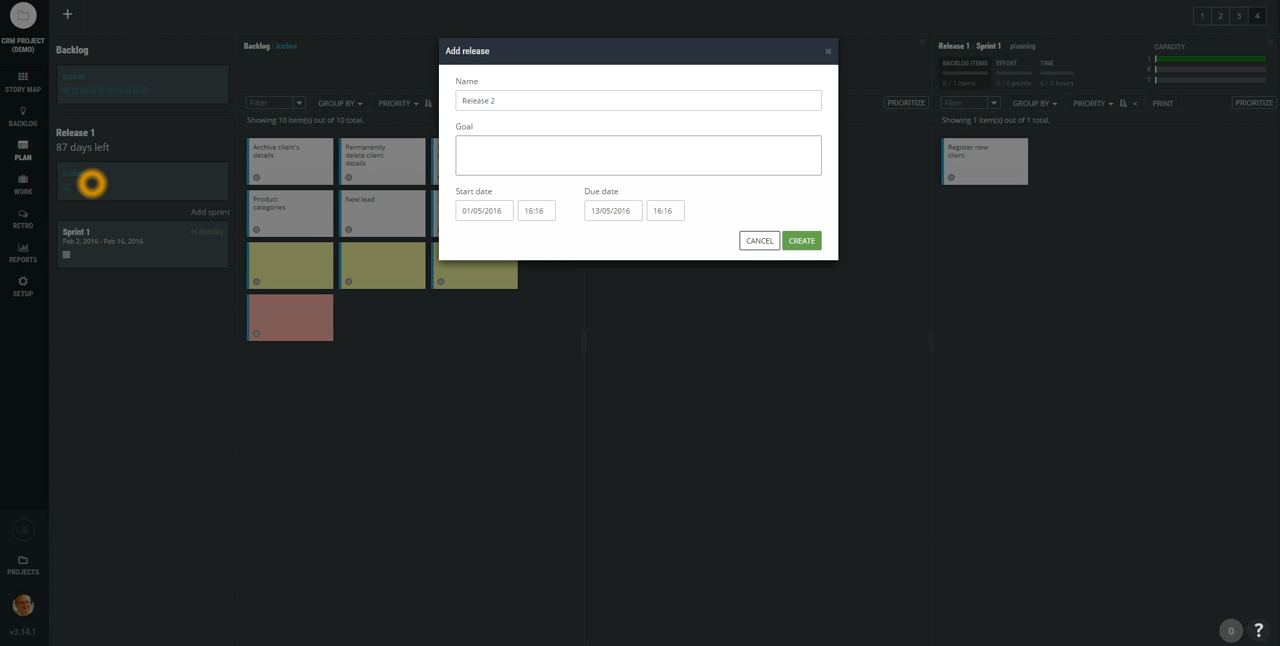 CRM PROJECT
(DEMO)
STORY MAP
BACKLOG
PLAN
WORK
RETRO
REPORTS
SETUP
PROJECTS
v3.14.1
+
1 2 3 4
Backlog
Icebox
Release 1
87 days left
Add sprint
Sprint 1
PLANNING
Feb 2, 2016 - Feb 16, 2016
Backlog / Icebox
Filter
GROUP BY
PRIORITY
PRIORITIZE
Showing 10 item(s) out of 10 total.
Archive client's
details
Permanently
delete client
details
Product
categories
New lead
Add release
×
Name
Release 2
Goal
Start date
Due date
01/05/2016
16:16
13/05/2016
16:16
CANCEL
CREATE
Release 1 Sprint 1 planning
BACKLOG ITEMS
EFFORT
TIME
0 / 1 items
0 / 0 points
0 / 0 hours
CAPACITY
I
E
T
Filter
GROUP BY
PRIORITY
×
PRINT
PRIORITIZE
Showing 1 item(s) out of 1 total.
Register new
client
0
?